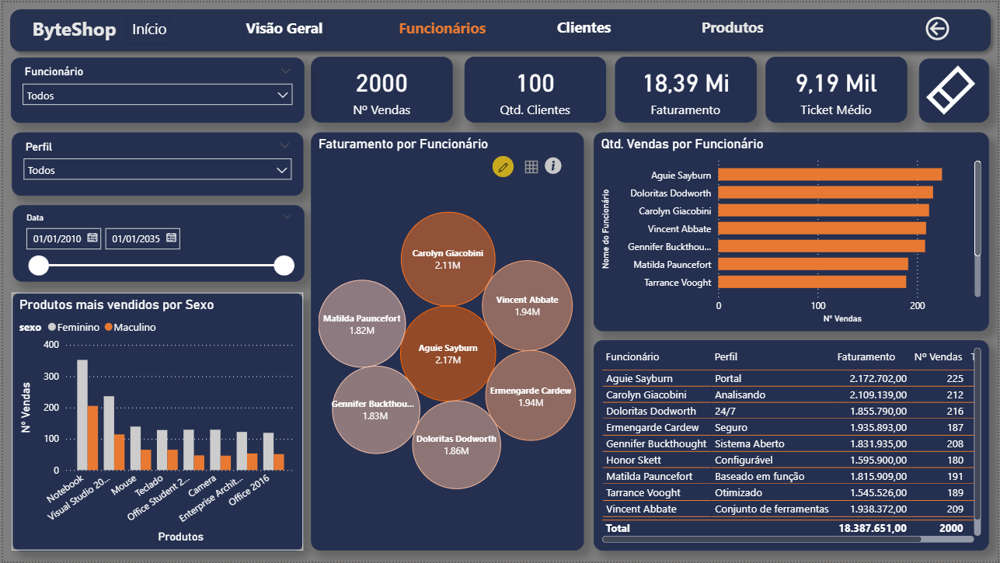 ByteShop Início Visão Geral Funcionários Clientes Produtos
Funcionário
Todos
2000
Nº Vendas
100
Qtd. Clientes
18,39 Mi
Faturamento
9,19 Mil
Ticket Médio
Perfil
Todos
Data
01/01/2010 01/01/2035
Produtos mais vendidos por Sexo
sexo Feminino Maculino
400
300
200
100
0
Nº Vendas
Notebook
Visual Studio 20...
Mouse
Teclado
Office Student 2...
Camera
Enterprise Archit...
Office 2016
Produtos
Faturamento por Funcionário
Carolyn Giacobini
2.11M
Vincent Abbate
1.94M
Matilda Pauncefort
1.82M
Aguie Sayburn
2.17M
Ermengarde Cardew
1.94M
Gennifer Buckthou...
1.83M
Doloritas Dodworth
1.86M
Qtd. Vendas por Funcionário
Nome do Funcionário
Aguie Sayburn
Doloritas Dodworth
Carolyn Giacobini
Vincent Abbate
Gennifer Buckthou...
Matilda Pauncefort
Tarrance Vooght
0 100 200
Nº Vendas
Funcionário Perfil Faturamento Nº Vendas T
Aguie Sayburn Portal 2.172.702,00 225
Carolyn Giacobini Analisando 2.109.139,00 212
Doloritas Dodworth 24/7 1.855.790,00 216
Ermengarde Cardew Seguro 1.935.893,00 187
Gennifer Buckthought Sistema Aberto 1.831.935,00 208
Honor Skett Configurável 1.595.900,00 180
Matilda Pauncefort Baseado em função 1.815.909,00 191
Tarrance Vooght Otimizado 1.545.526,00 189
Vincent Abbate Conjunto de ferramentas 1.938.372,00 209
Total 18.387.651,00 2000